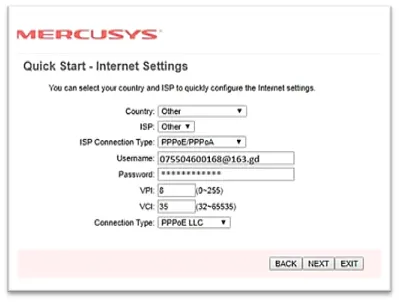 MERCUSYS
Quick Start - Internet Settings
You can select your country and ISP to quickly configure the Internet settings.
Country: Other
ISP: Other
ISP Connection Type: PPPoE/PPPoA
Username: 075504600168@163.gd
Password: ************
VPI: 8 (0~255)
VCI: 35 (32~65535)
Connection Type: PPPoE LLC
BACK NEXT EXIT